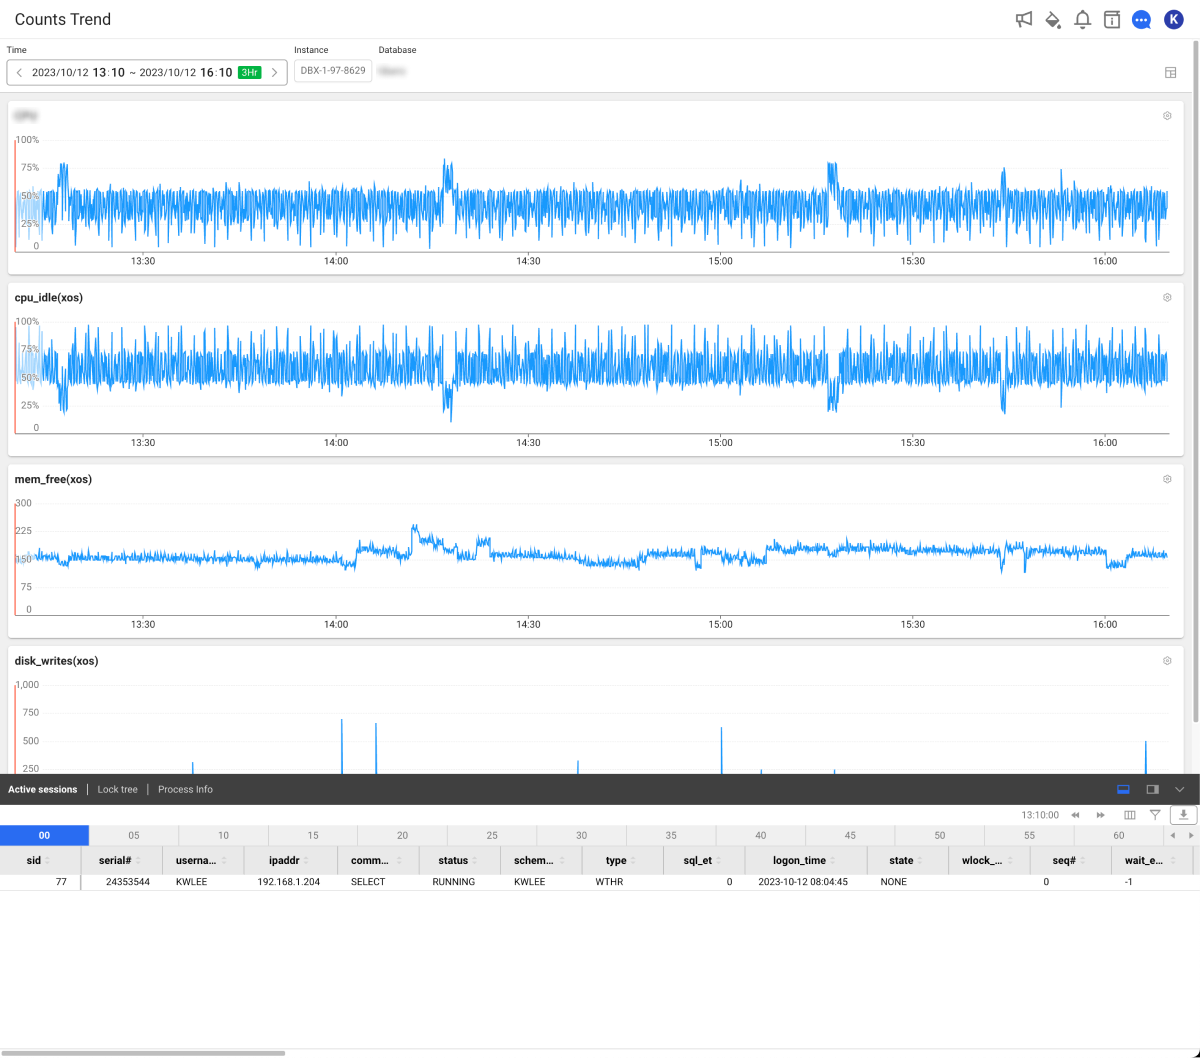 Counts Trend
K
Time
Instance
Database
2023/10/12 13:10 ~ 2023/10/12 16:10 3Hr
DBX-1-97-8629
100%
75%
50%
25%
0
13:30 14:00 14:30 15:00 15:30 16:00
cpu_idle(xos)
100%
75%
50%
25%
0
13:30 14:00 14:30 15:00 15:30 16:00
mem_free(xos)
300
225
150
75
0
13:30 14:00 14:30 15:00 15:30 16:00
disk_writes(xos)
1,000
750
500
250
Active sessions | Lock tree | Process Info
13:10:00
00 05 10 15 20 25 30 35 40 45 50 55 60
sid serial# userna... ipaddr comm... status schem... type sql_et logon_time state wlock_... seq# wait_e...
77 24353544 KWLEE 192.168.1.204 SELECT RUNNING KWLEE WTHR 0 2023-10-12 08:04:45 NONE 0 -1